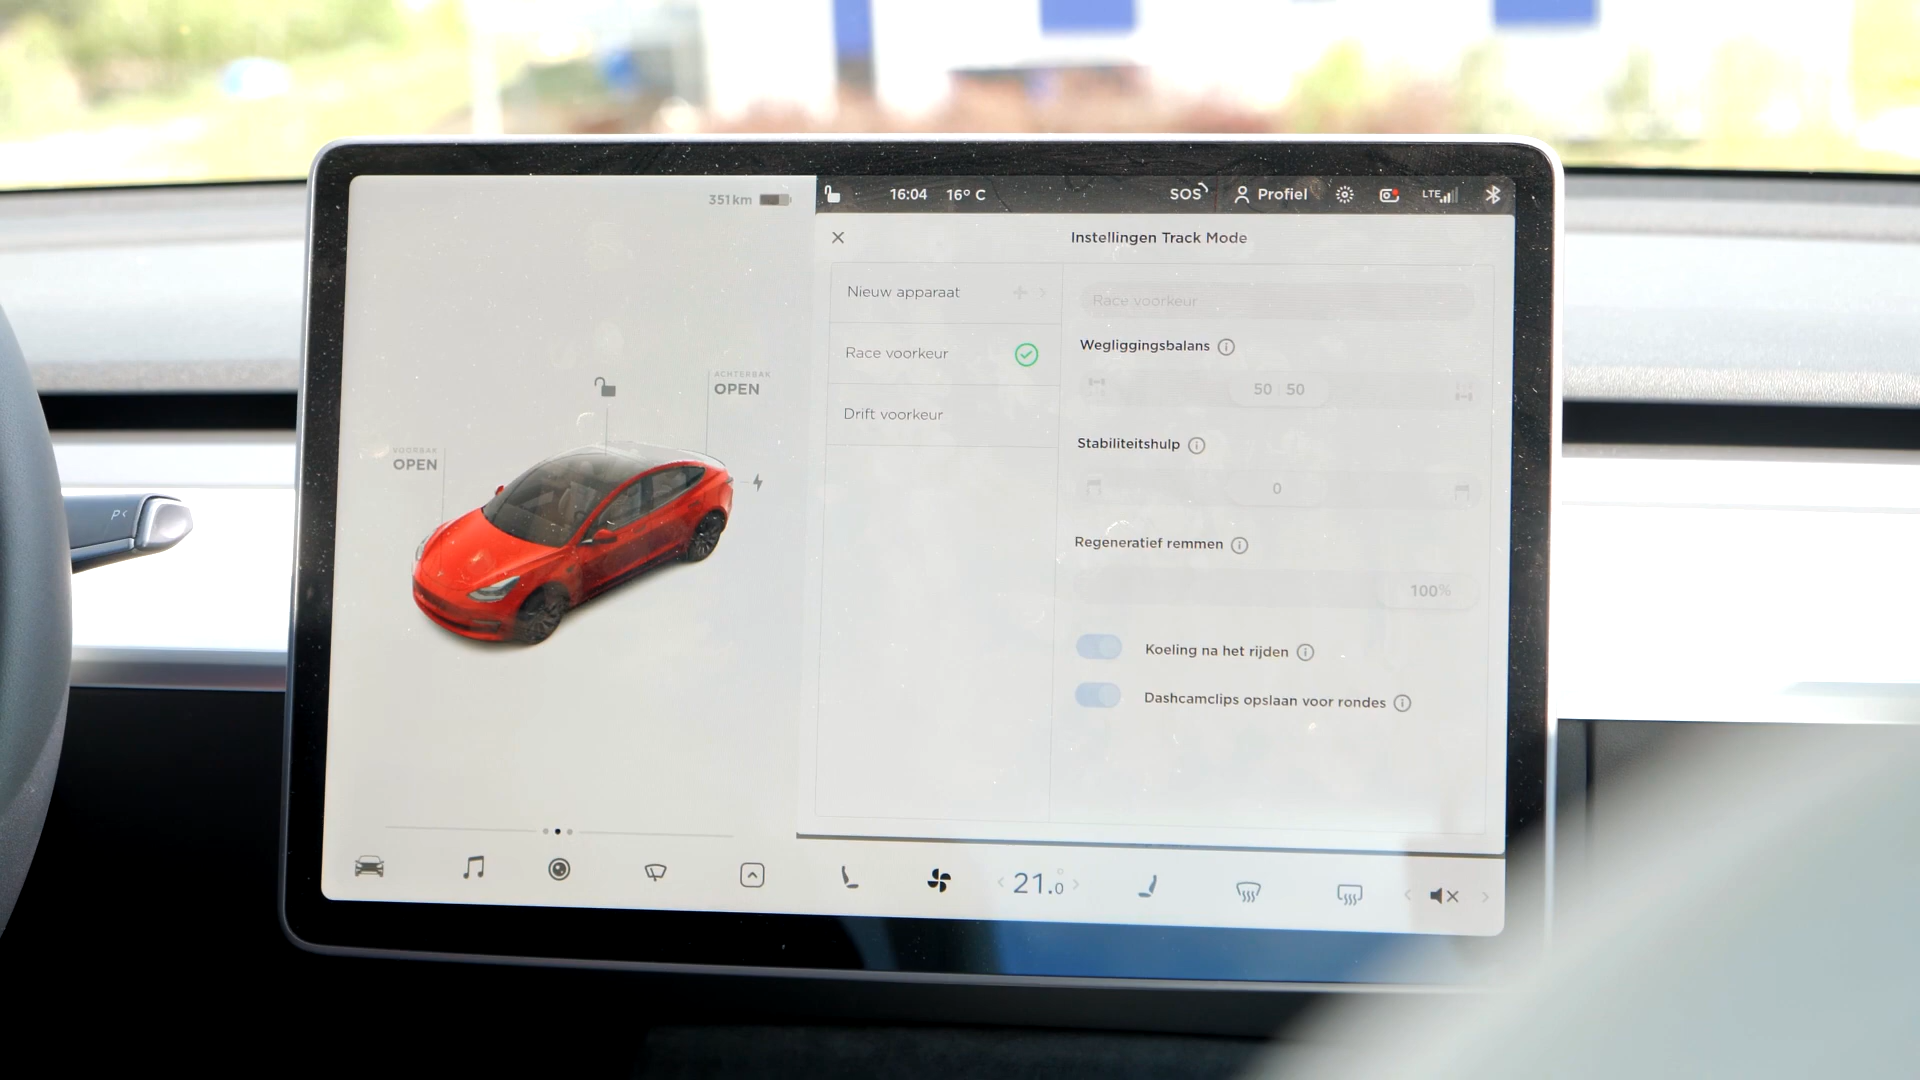 351 km
16:04 16° C SOS Profiel LTE
Instellingen Track Mode
Nieuw apparaat
Race voorkeur
Drift voorkeur
Race voorkeur
Wegliggingsbalans
50 50
Stabiliteitshulp
0
Regeneratief remmen
100%
Koeling na het rijden
Dashcamclips opslaan voor rondes
ACHTERBAK
OPEN
VOORBAK
OPEN
P<
21.0